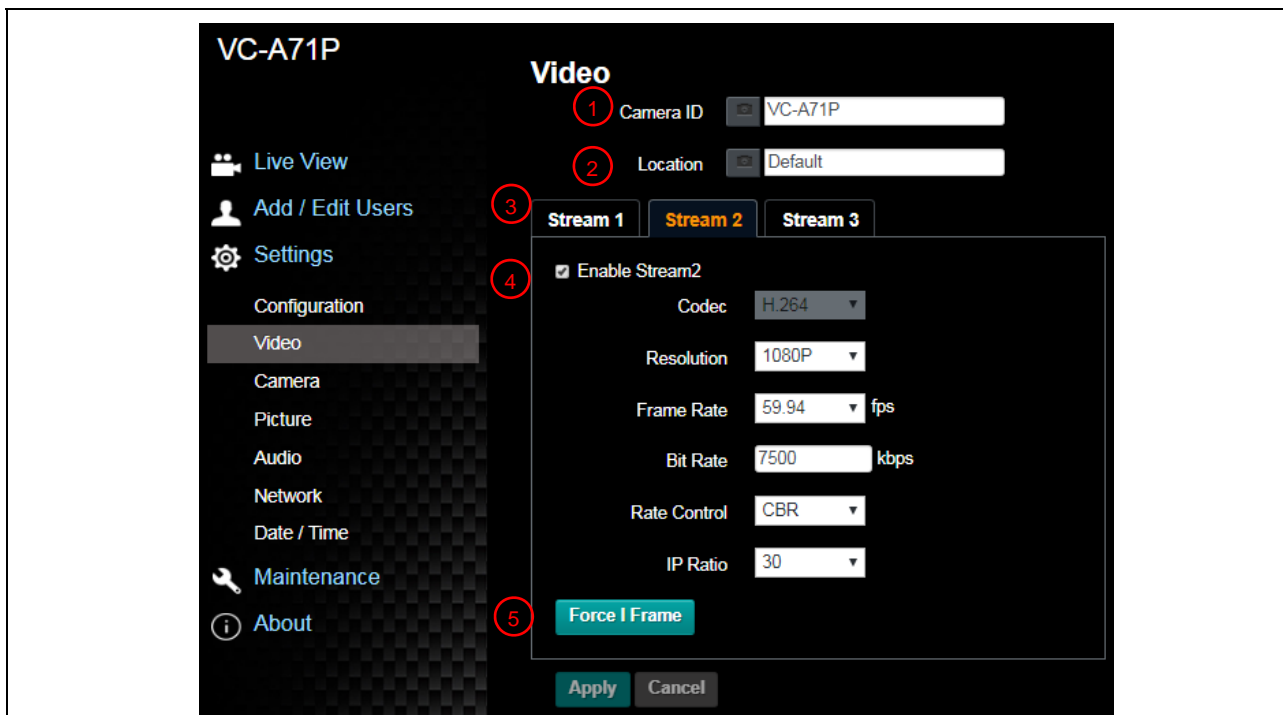 VC-A71P
Live View
Add / Edit Users
Settings
Configuration
Video
Camera
Picture
Audio
Network
Date / Time
Maintenance
About
Video
1 Camera ID VC-A71P
2 Location Default
3 Stream 1 Stream 2 Stream 3
4 Enable Stream2
Codec H.264
Resolution 1080P
Frame Rate 59.94 fps
Bit Rate 7500 kbps
Rate Control CBR
IP Ratio 30
5 Force I Frame
Apply Cancel